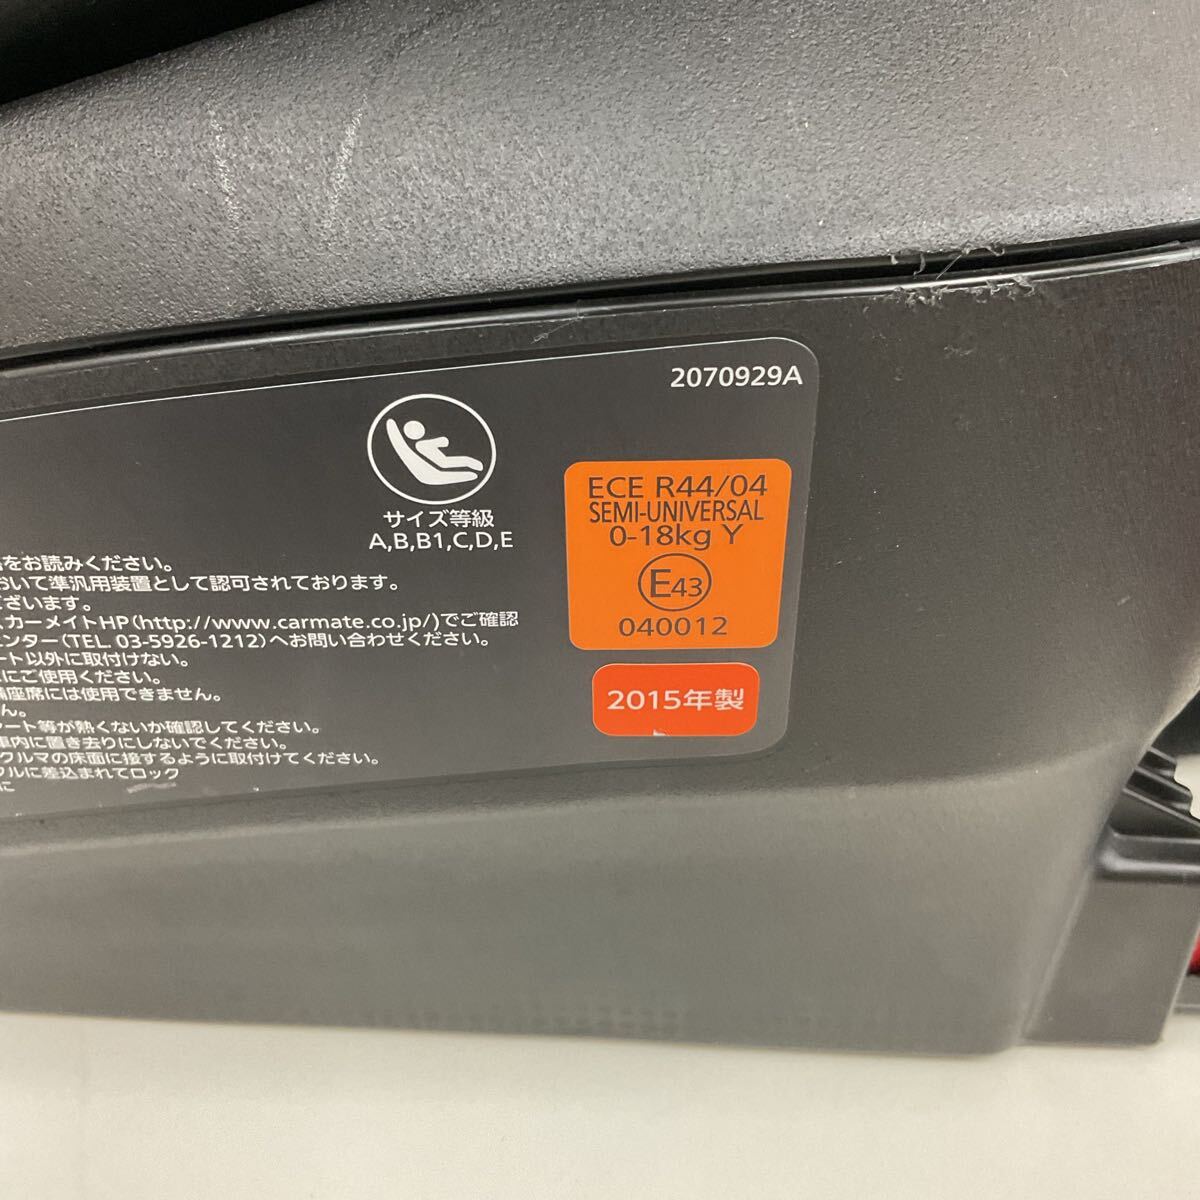 2070929A
サイズ等級
A,B,B1,C,D,E
ECE R44/04
SEMI-UNIVERSAL
0-18kg Y
E43
040012
2015年製
をお読みください。
おいて準汎用装置として認可されております。
ございます。
カーメイトHP(http://www.carmate.co.jp/)でご確認
ンター(TEL. 03-5926-1212)へお問い合わせください。
ート以外に取付けない。
にご使用ください。
座席には使用できません。
ん。
ート等が熱くないか確認してください。
車内に置き去りにしないでください。
クルマの床面に接するように取付けてください。
クルに差込まれてロック
に